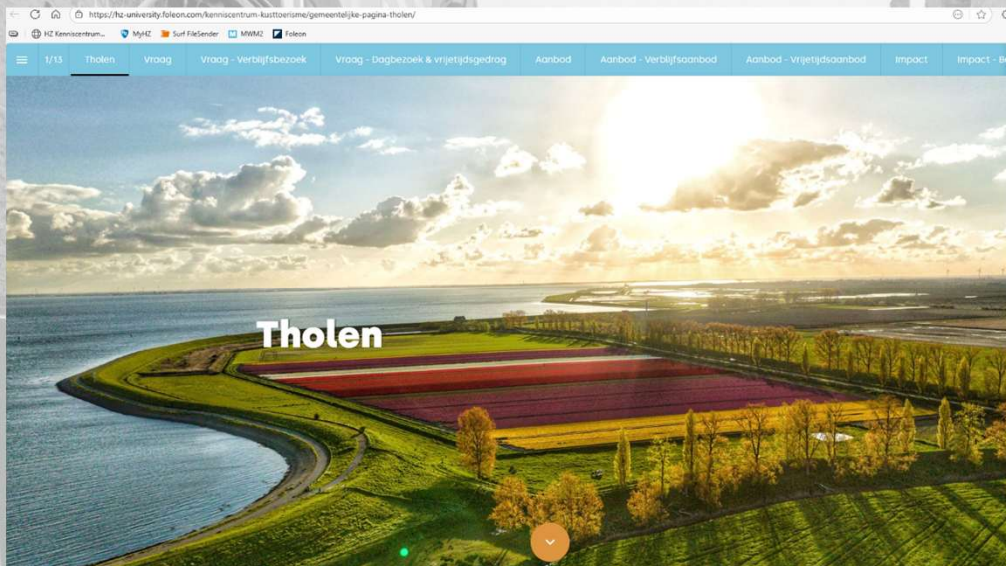 https://hz-university.foleon.com/kenniscentrum-kusttoerisme/gemeentelijke-pagina-tholen/
HZ Kenniscentrum... MyHZ Surf FileSender MWM2 Foleon
1/13 Tholen Vraag Vraag - Verblijfsbezoek Vraag - Dagbezoek & vrijetijdsgedrag Aanbod Aanbod - Verblijfsaanbod Aanbod - Vrijetijdsaanbod Impact Impact - Be
Tholen